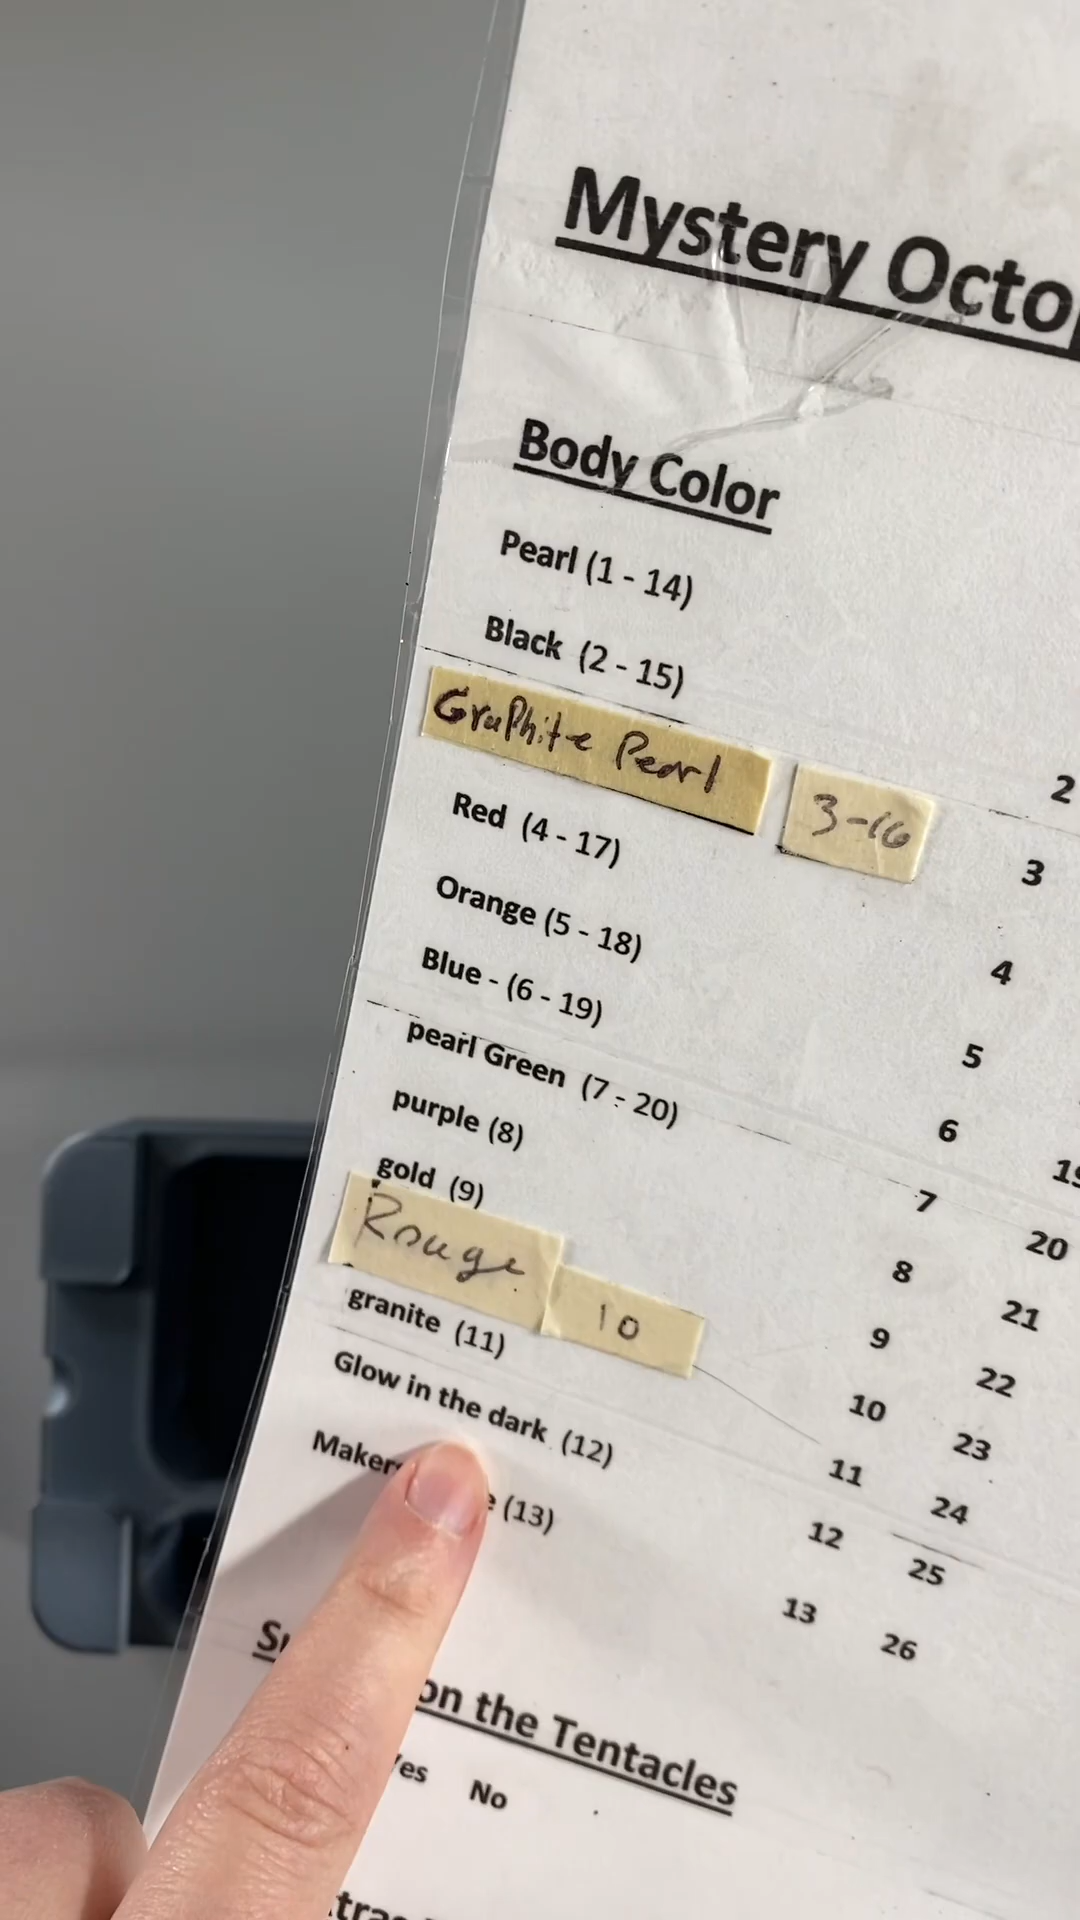 Mystery Octo
Body Color
Pearl (1 - 14)
Black (2 - 15)
Graphite Pearl 3-16
Red (4 - 17)
Orange (5 - 18)
Blue - (6 - 19)
pearl Green (7 - 20)
purple (8)
gold (9)
Rouge 10
granite (11)
Glow in the dark (12)
(13)
2
3
4
5
6
7 20
8 21
9 22
10 23
11 24
12 25
13 26
on the Tentacles
Yes No